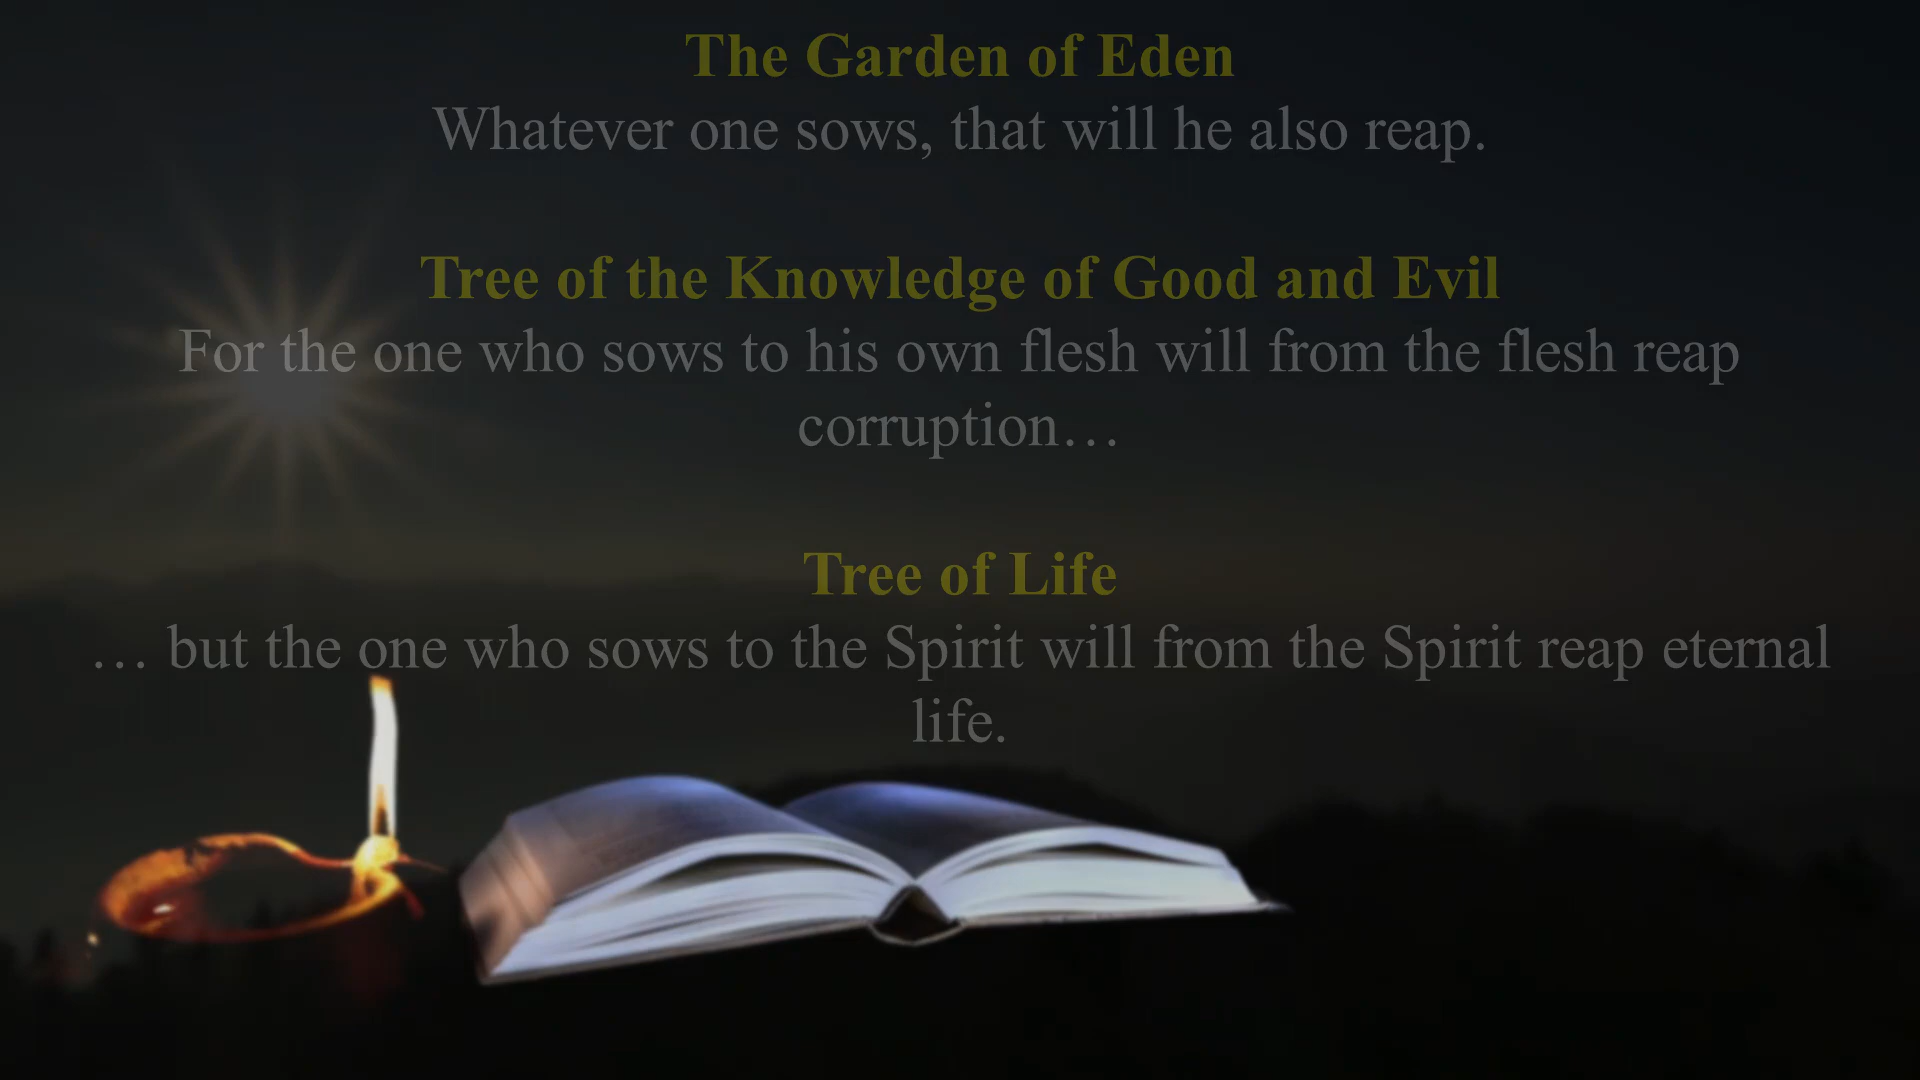 The Garden of Eden
Whatever one sows, that will he also reap.
Tree of the Knowledge of Good and Evil
For the one who sows to his own flesh will from the flesh reap
corruption…
Tree of Life
… but the one who sows to the Spirit will from the Spirit reap eternal
life.